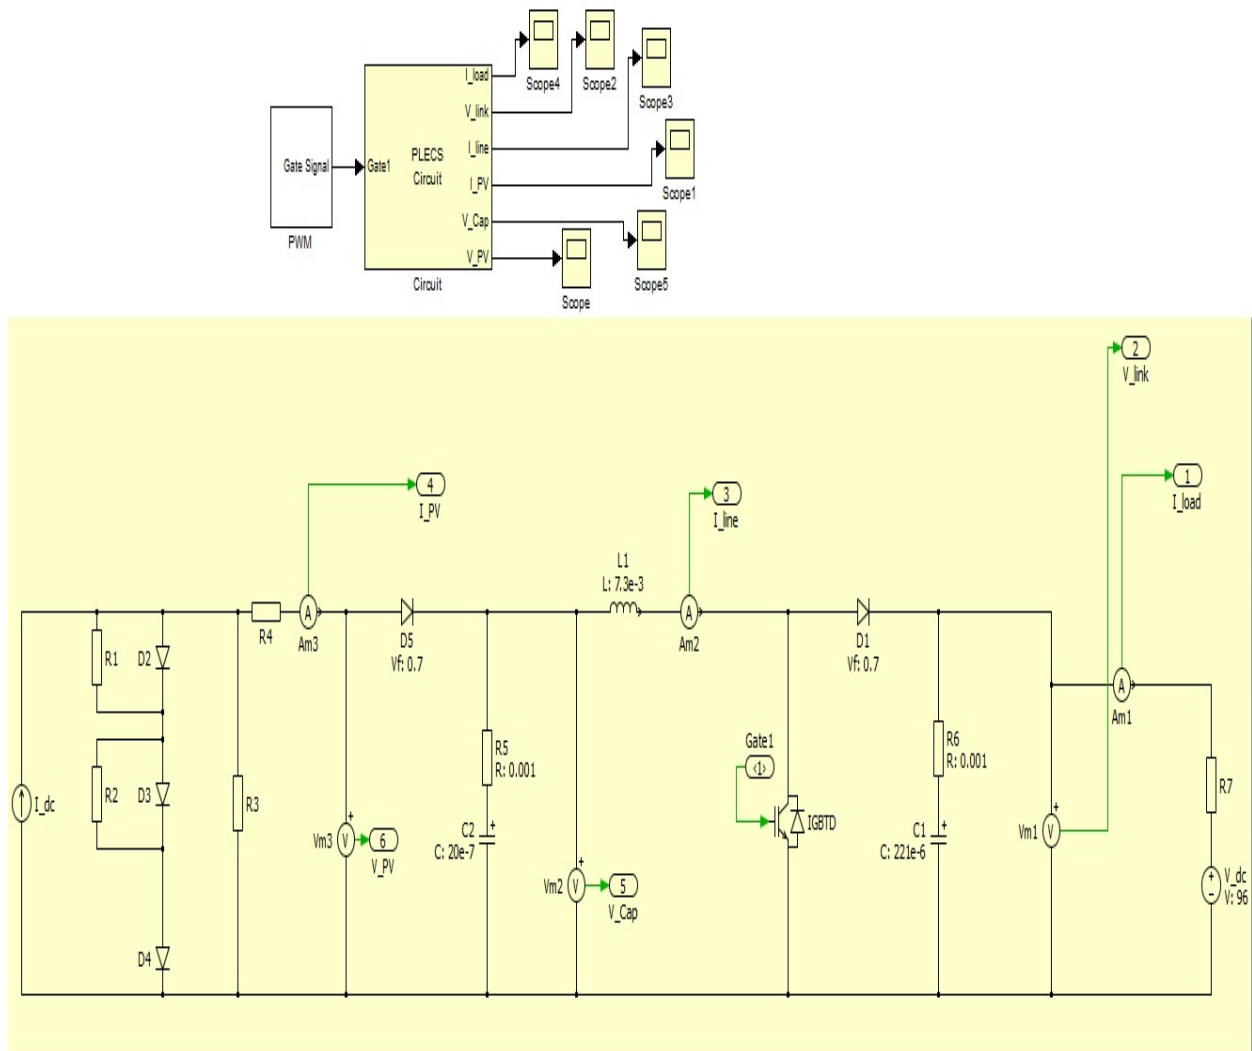 I_load
Scope4
Scope2
V_link
Scope3
I_line
Gate Signal
Gate1
PLECS
Circuit
I_PV
Scope1
V_Cap
PWM
V_PV
Circuit
Scope
Scope5
2
V_link
4
I_PV
3
I_line
1
I_load
L1
L: 7.3e-3
R4
A
Am3
D5
Vf: 0.7
A
Am2
D1
Vf: 0.7
R1
D2
A
Am1
R5
R: 0.001
Gate1
<1>
R6
R: 0.001
I_dc
R2
D3
R3
R7
Vm3
V
+
6
V_PV
C2
+
C: 20e-7
IGBTD
C1
+
C: 221e-6
Vm1
V
+
Vm2
V
+
5
V_Cap
+
-
V_dc
V: 96
D4